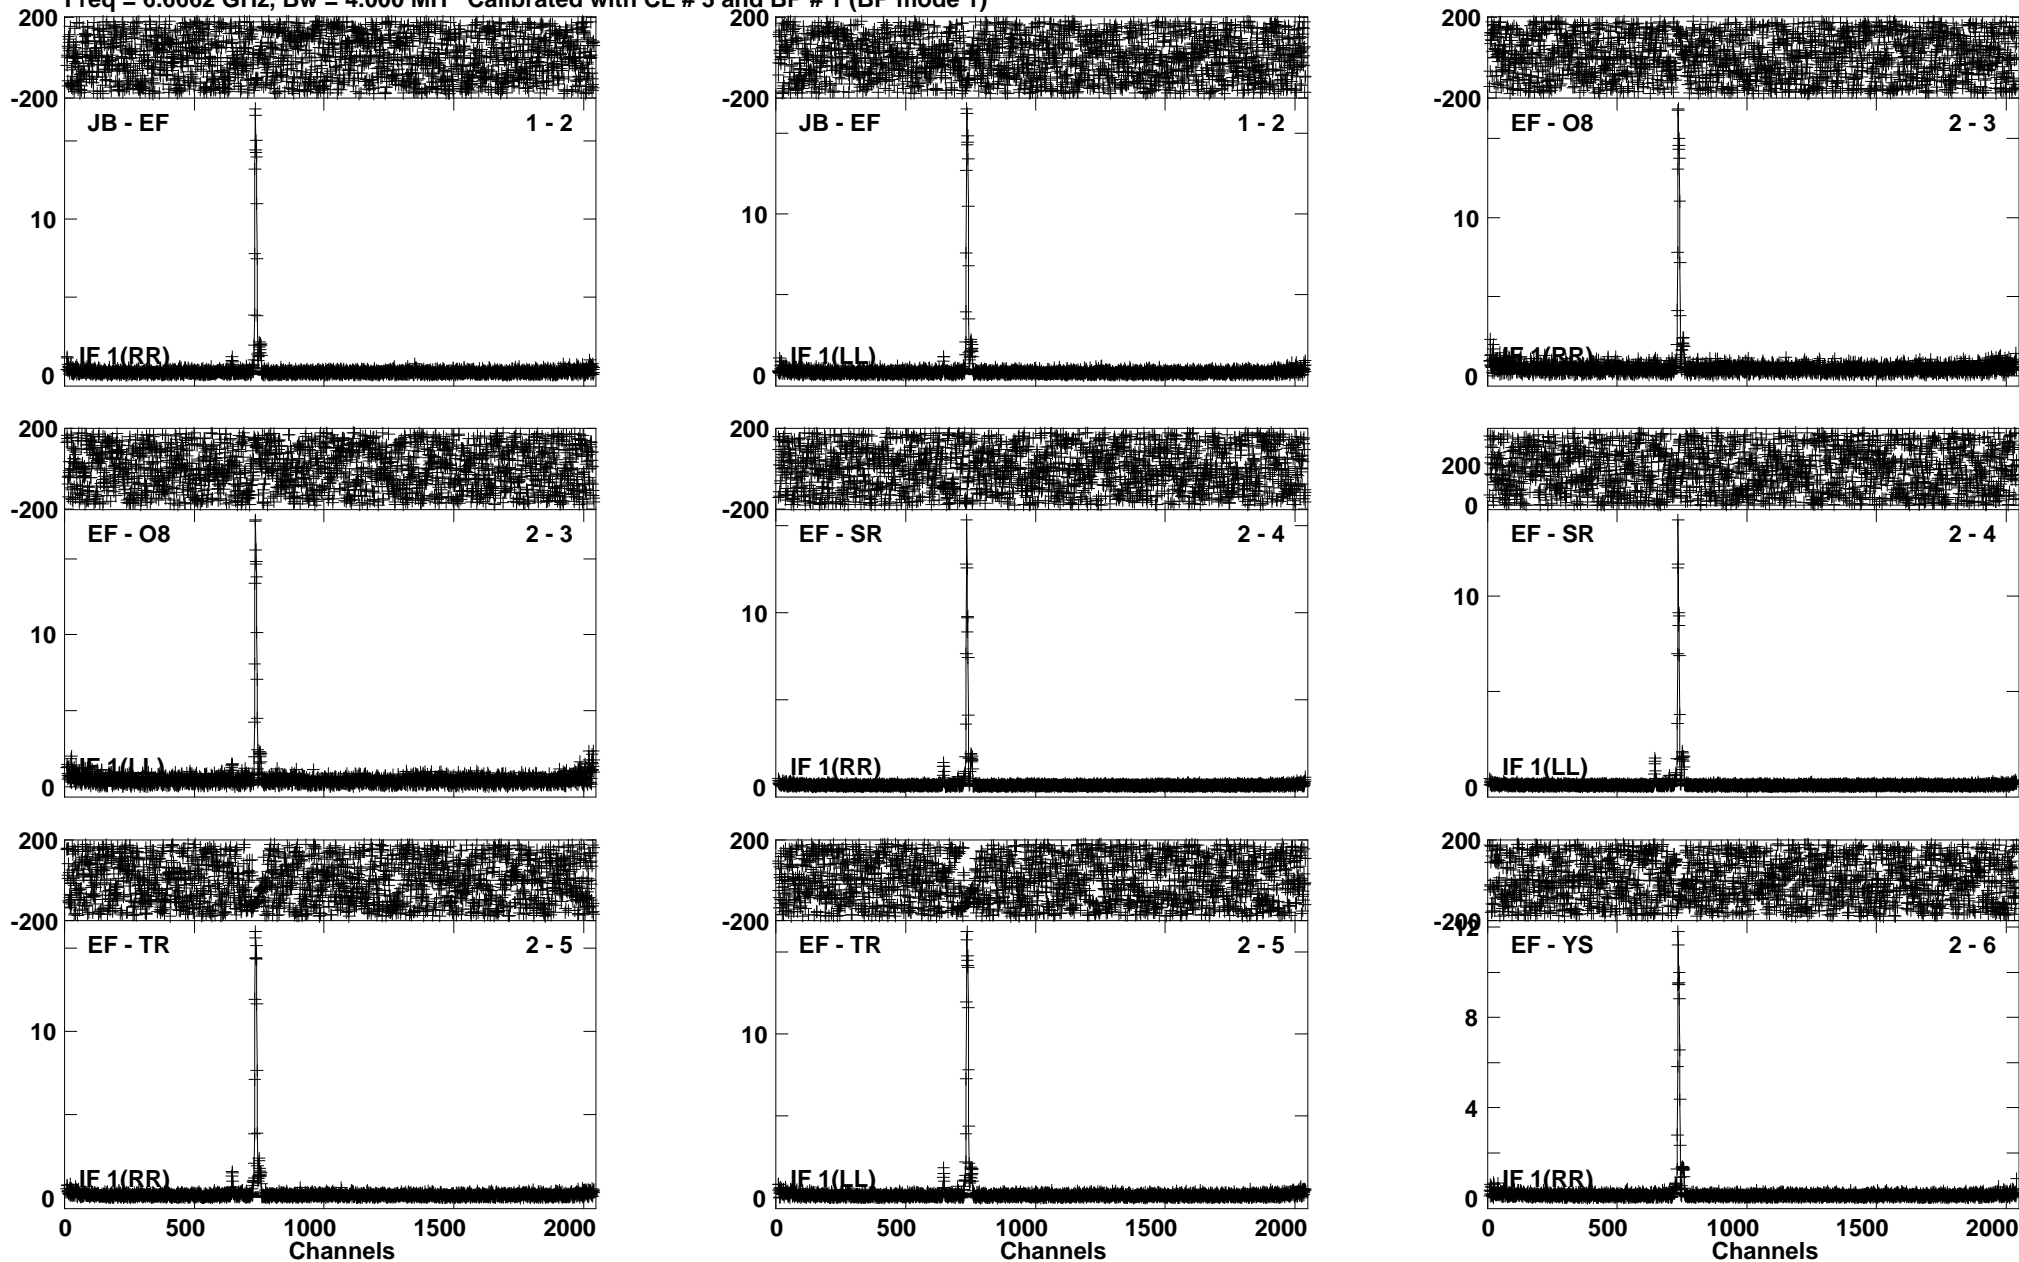 Freq = 6.6662 GHz, Bw = 4.000 MH Calibrated with CL # 3 and BP # 1 (BP mode 1)
200
-200
JB - EF 1 - 2
10
IF 1(RR)
0
200
-200
JB - EF 1 - 2
10
IF 1(LL)
0
200
-200
EF - O8 2 - 3
10
IF 1(RR)
0
200
-200
EF - O8 2 - 3
10
IF 1(LL)
0
200
-200
EF - SR 2 - 4
10
IF 1(RR)
0
200
0
EF - SR 2 - 4
10
IF 1(LL)
0
200
-200
EF - TR 2 - 5
10
IF 1(RR)
0
0 500 1000 1500 2000
Channels
200
-200
EF - TR 2 - 5
10
IF 1(LL)
0
0 500 1000 1500 2000
Channels
200
-200
12
EF - YS 2 - 6
8
4
IF 1(RR)
0
0 500 1000 1500 2000
Channels